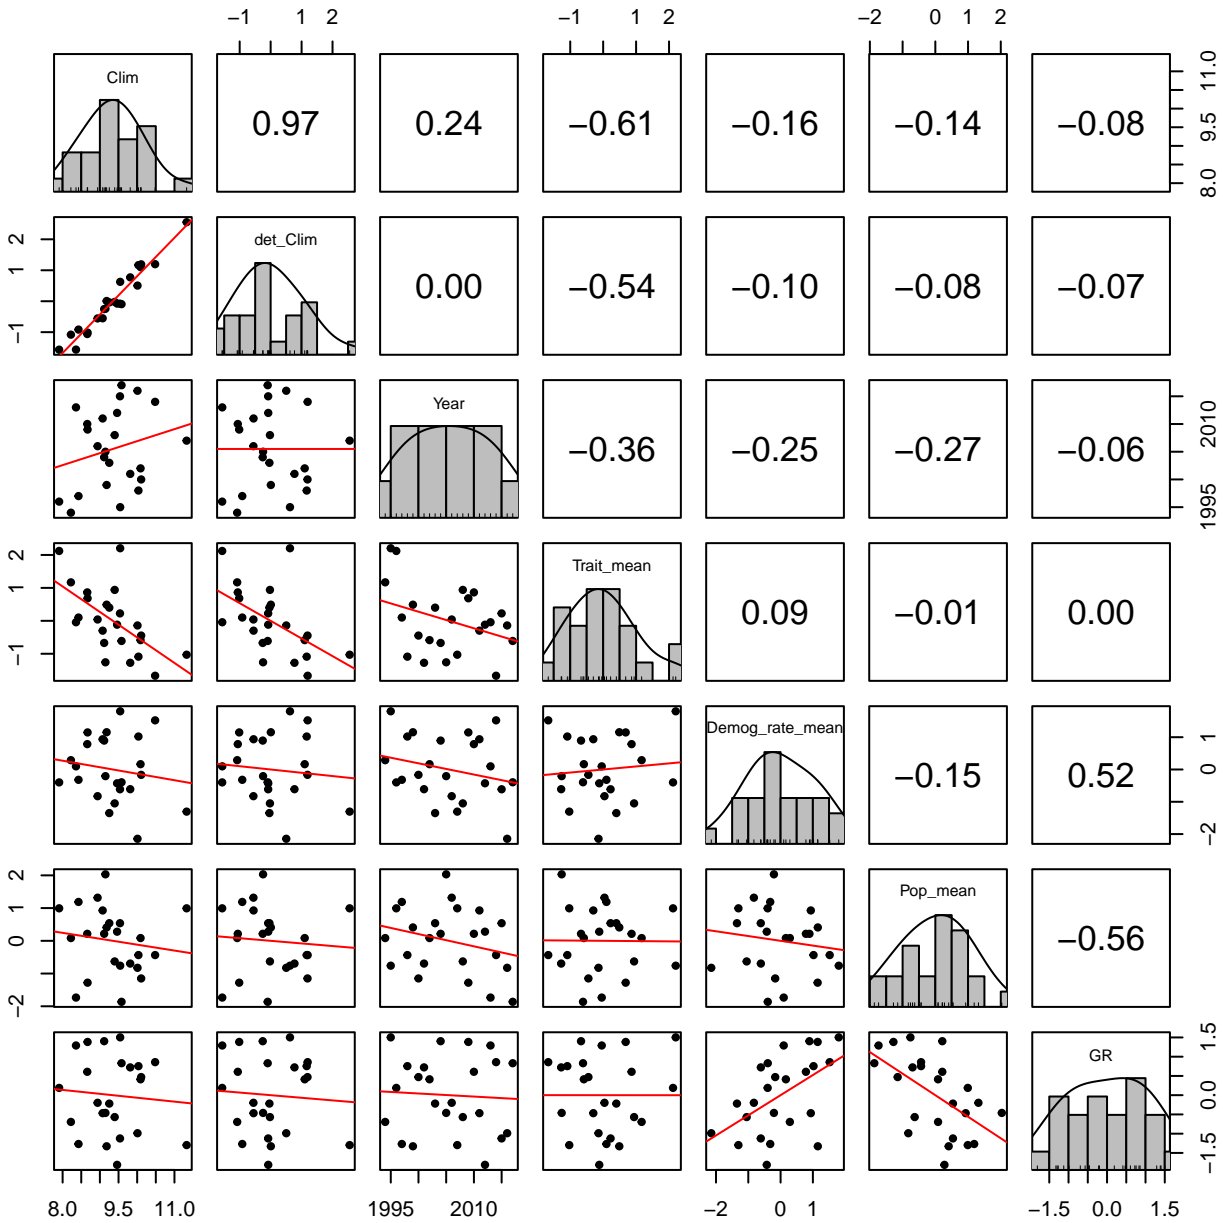 −1 1 2 −1 1 2 −2 0 1 2
Clim 0.97 0.24 −0.61 −0.16 −0.14 −0.08 8.0 9.5 11.0
−1 1 2 det_Clim 0.00 −0.54 −0.10 −0.08 −0.07
Year −0.36 −0.25 −0.27 −0.06 1995 2010
−1 1 2 Trait_mean 0.09 −0.01 0.00
Demog_rate_mean −0.15 0.52 −2 0 1
−2 0 1 2 Pop_mean −0.56
GR −1.5 0.0 1.5
8.0 9.5 11.0 1995 2010 −2 0 1 −1.5 0.0 1.5